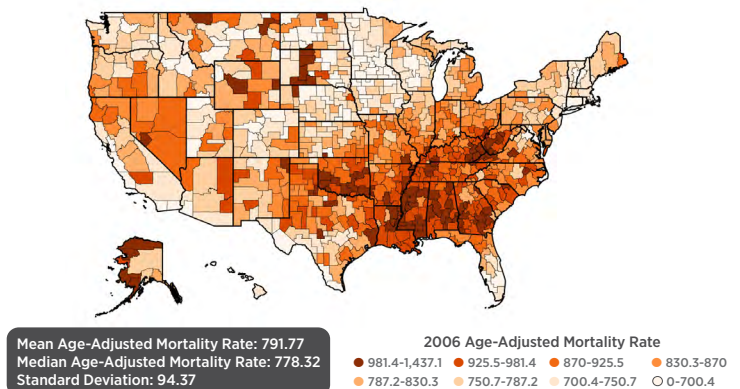 Mean Age-Adjusted Mortality Rate: 791.77
Median Age-Adjusted Mortality Rate: 778.32
Standard Deviation: 94.37
2006 Age-Adjusted Mortality Rate
981.4-1,437.1 925.5-981.4 870-925.5 830.3-870
787.2-830.3 750.7-787.2 700.4-750.7 0-700.4